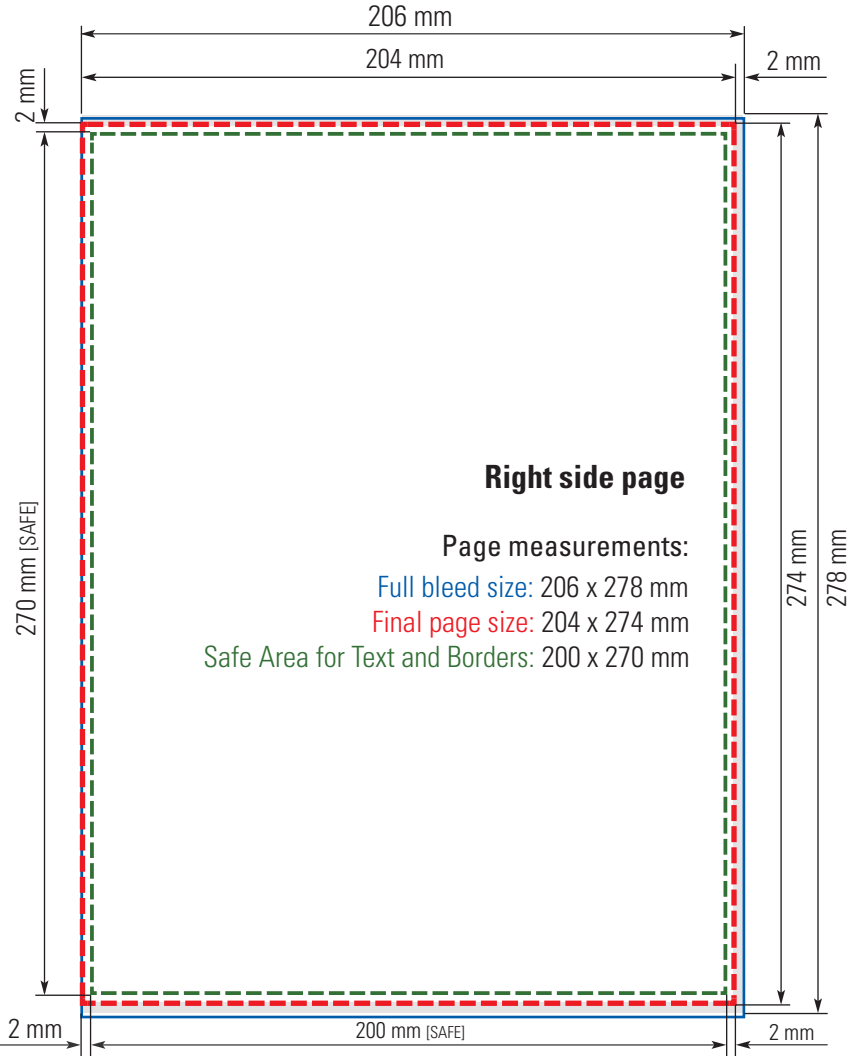 206 mm
204 mm
2 mm
2 mm
270 mm [SAFE]
Right side page
Page measurements:
Full bleed size: 206 x 278 mm
Final page size: 204 x 274 mm
Safe Area for Text and Borders: 200 x 270 mm
274 mm
278 mm
2 mm
200 mm [SAFE]
2 mm